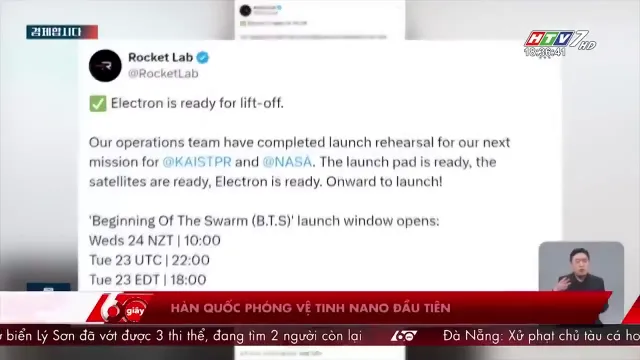 경제합시다
HTV7 HD
18:36:41
Rocket Lab
@RocketLab
✅ Electron is ready for lift-off.
Our operations team have completed launch rehearsal for our next
mission for @KAISTPR and @NASA. The launch pad is ready, the
satellites are ready, Electron is ready. Onward to launch!
'Beginning Of The Swarm (B.T.S)' launch window opens:
Weds 24 NZT | 10:00
Tue 23 UTC | 22:00
Tue 23 EDT | 18:00
60 giây
HÀN QUỐC PHÓNG VỆ TINH NANO ĐẦU TIÊN
ừ biển Lý Sơn đã vớt được 3 thi thể, đang tìm 2 người còn lại
60
Đà Nẵng: Xử phạt chủ tàu cá ho